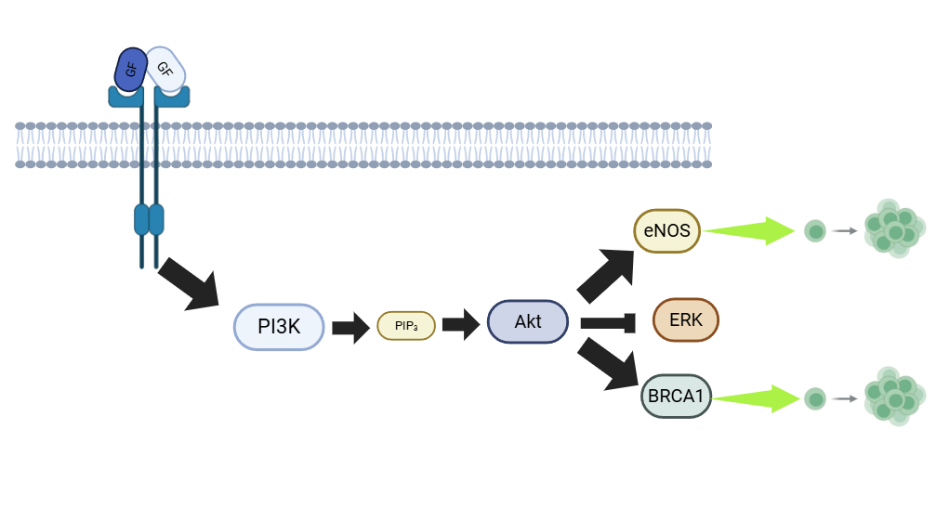 GF
GF
eNOS
PI3K
PIP₃
Akt
ERK
BRCA1